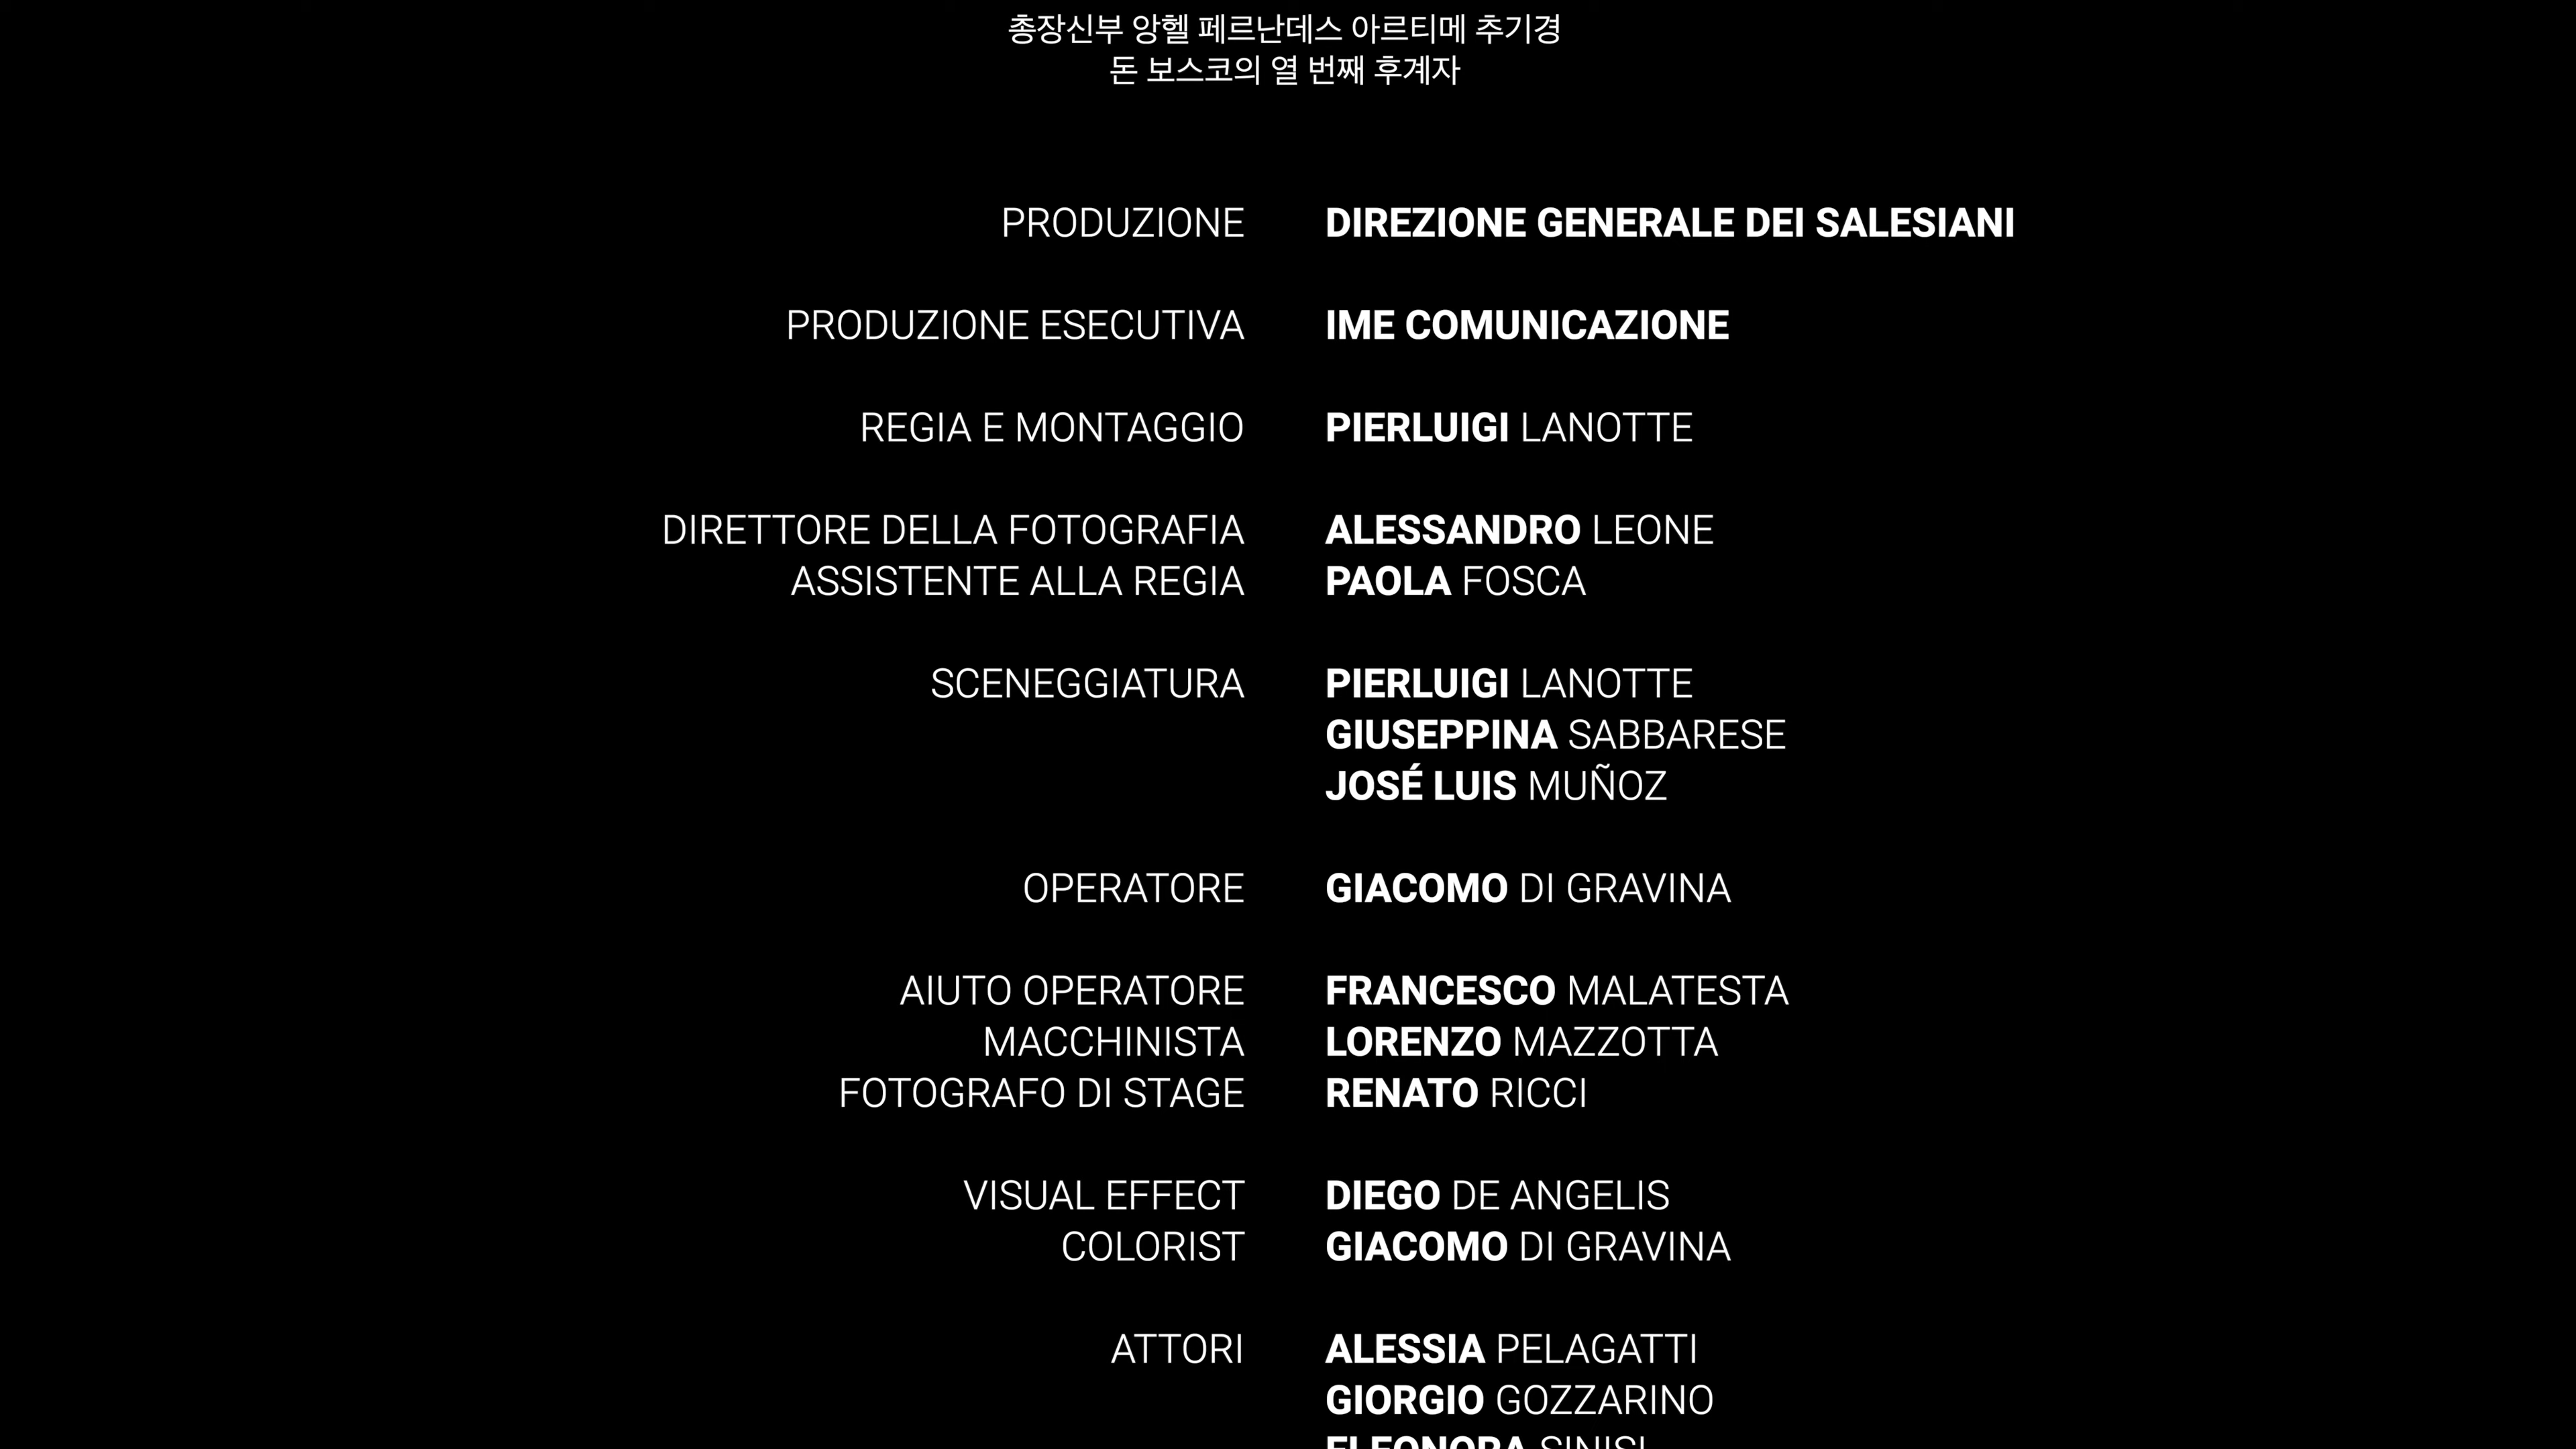 총장신부 앙헬 페르난데스 아르티메 추기경
돈 보스코의 열 번째 후계자
PRODUZIONE DIREZIONE GENERALE DEI SALESIANI
PRODUZIONE ESECUTIVA IME COMUNICAZIONE
REGIA E MONTAGGIO PIERLUIGI LANOTTE
DIRETTORE DELLA FOTOGRAFIA ALESSANDRO LEONE
ASSISTENTE ALLA REGIA PAOLA FOSCA
SCENEGGIATURA PIERLUIGI LANOTTE
GIUSEPPINA SABBARESE
JOSÉ LUIS MUÑOZ
OPERATORE GIACOMO DI GRAVINA
AIUTO OPERATORE FRANCESCO MALATESTA
MACCHINISTA LORENZO MAZZOTTA
FOTOGRAFO DI STAGE RENATO RICCI
VISUAL EFFECT DIEGO DE ANGELIS
COLORIST GIACOMO DI GRAVINA
ATTORI ALESSIA PELAGATTI
GIORGIO GOZZARINO
ELEONORA SINISI